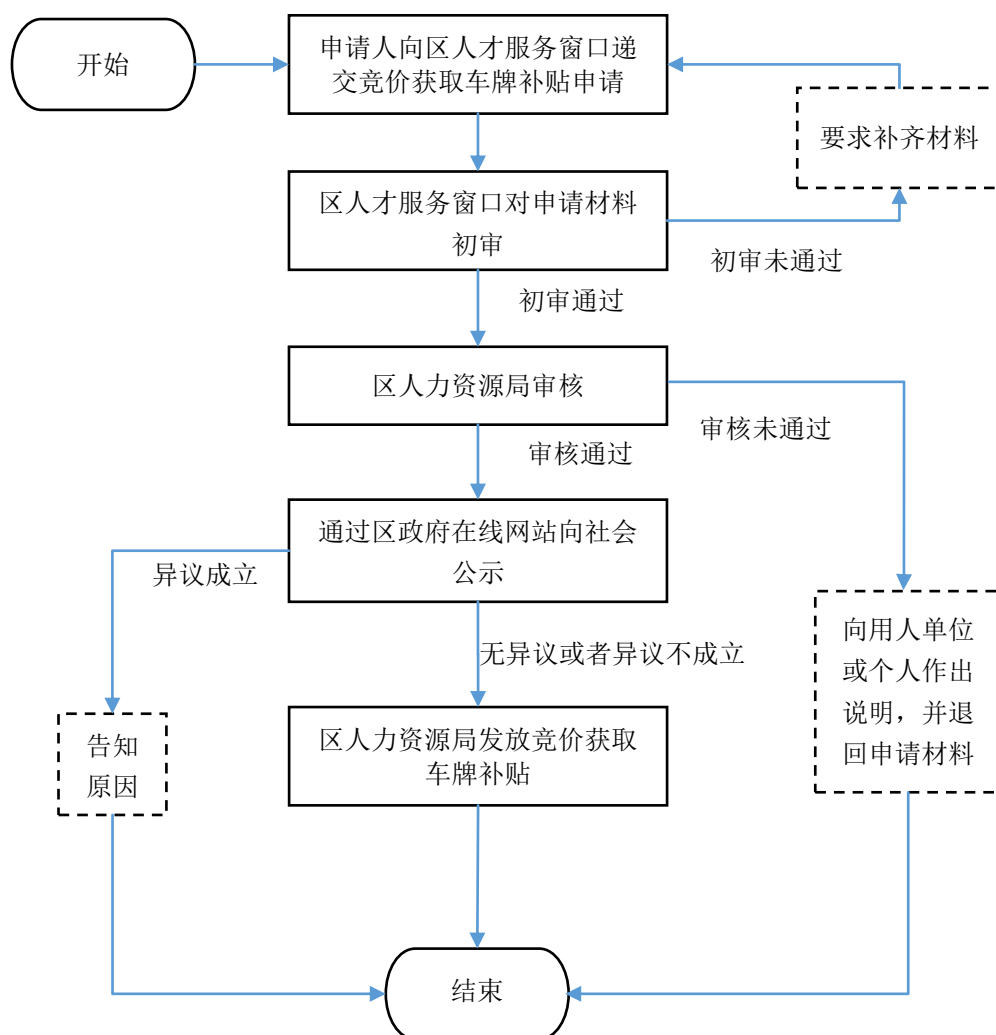 开始
申请人向区人才服务窗口递
交竞价获取车牌补贴申请
要求补齐材料
区人才服务窗口对申请材料
初审
初审未通过
初审通过
区人力资源局审核
审核未通过
审核通过
通过区政府在线网站向社会
公示
异议成立
无异议或者异议不成立
向用人单位
或个人作出
说明，并退
回申请材料
告知
原因
区人力资源局发放竞价获取
车牌补贴
结束